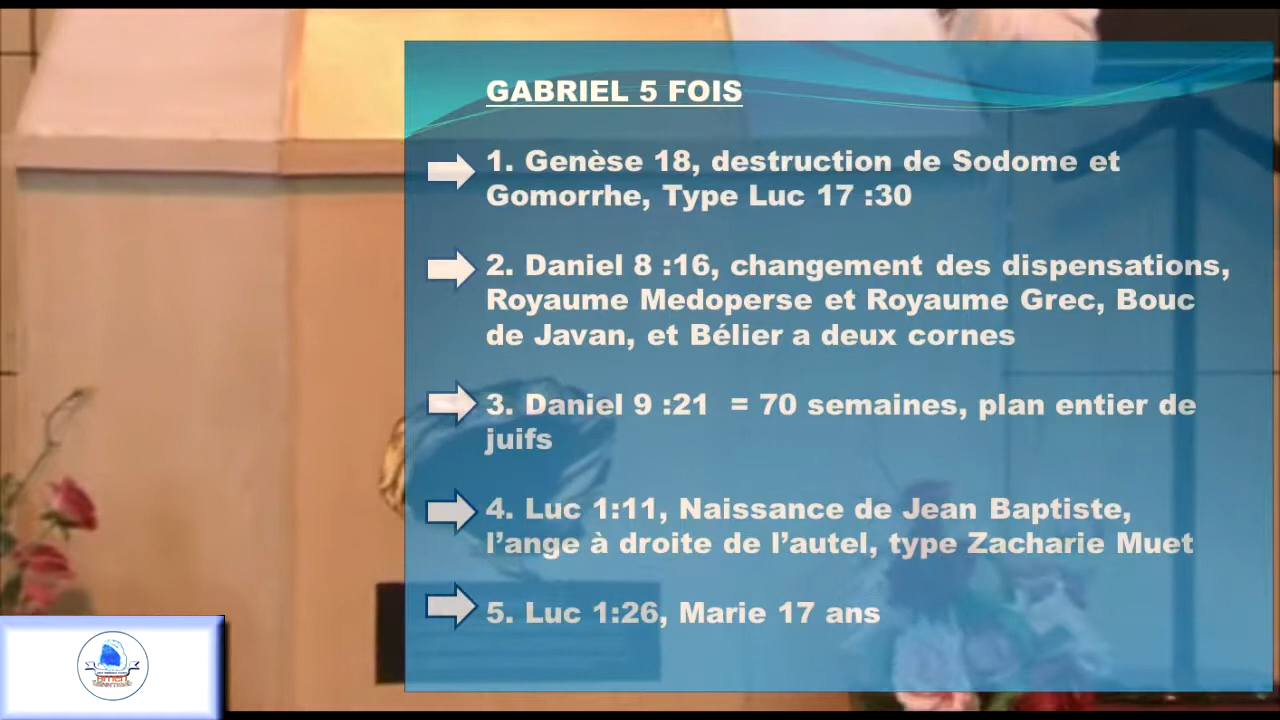 GABRIEL 5 FOIS
1. Genèse 18, destruction de Sodome et
Gomorrhe, Type Luc 17 :30
2. Daniel 8 :16, changement des dispensations,
Royaume Medoperse et Royaume Grec, Bouc
de Javan, et Bélier a deux cornes
3. Daniel 9 :21 = 70 semaines, plan entier de
juifs
4. Luc 1:11, Naissance de Jean Baptiste,
l’ange à droite de l’autel, type Zacharie Muet
5. Luc 1:26, Marie 17 ans